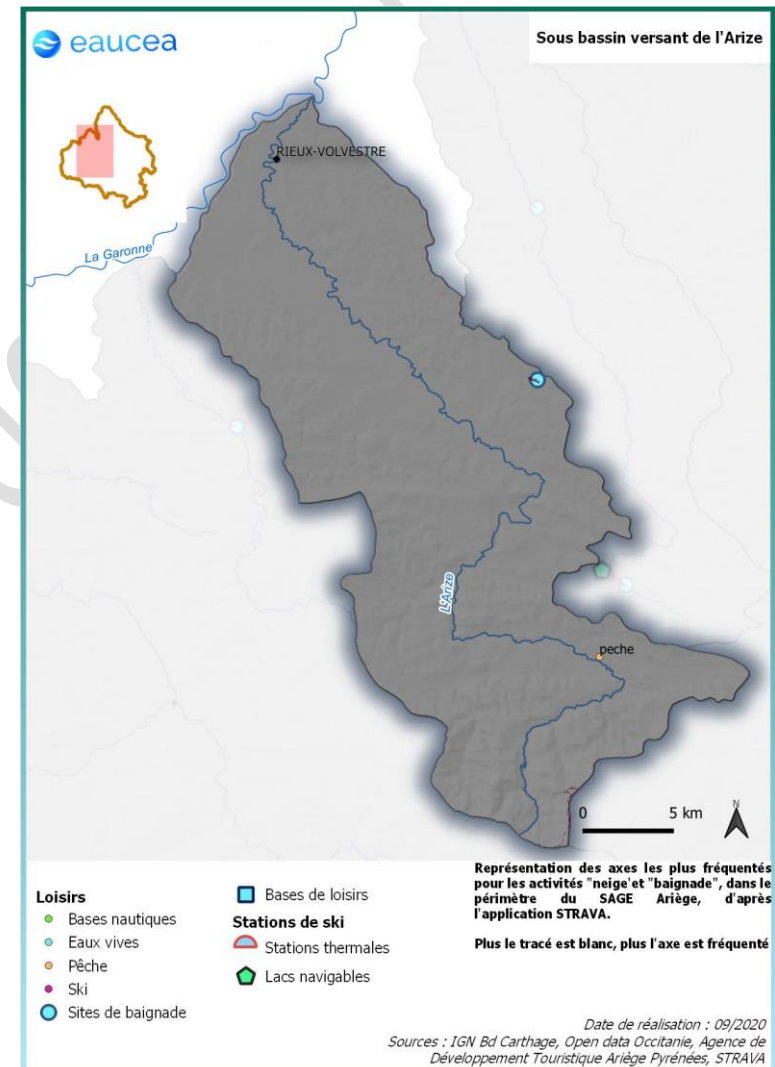 eaucea
Sous bassin versant de l'Arize
RIEUX-VOLVESTRE
La Garonne
L'Arize
peche
0 5 km
N
Loisirs
Bases nautiques
Eaux vives
Pêche
Ski
Sites de baignade
Bases de loisirs
Stations de ski
Stations thermales
Lacs navigables
Représentation des axes les plus fréquentés
pour les activités "neige'et "baignade", dans le
périmètre du SAGE Ariège, d'après
l'application STRAVA.
Plus le tracé est blanc, plus l'axe est fréquenté
Date de réalisation : 09/2020
Sources : IGN Bd Carthage, Open data Occitanie, Agence de
Développement Touristique Ariège Pyrénées, STRAVA